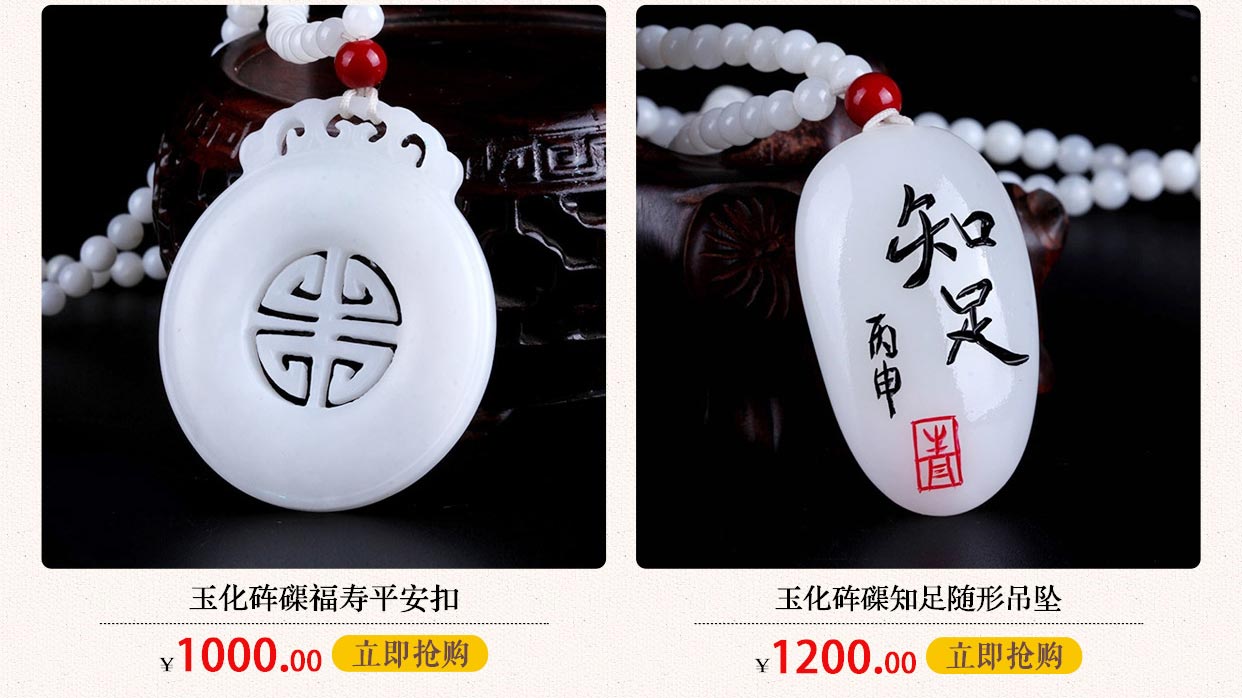 知足
丙申
玉化砗磲福寿平安扣
¥1000.00 立即抢购
玉化砗磲知足随形吊坠
¥1200.00 立即抢购